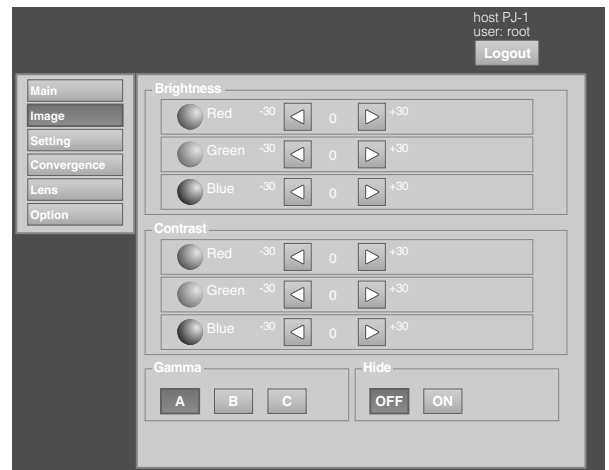 host PJ-1
user: root
Logout
Main
Image
Setting
Convergence
Lens
Option
Brightness
Red -30 0 +30
Green -30 0 +30
Blue -30 0 +30
Contrast
Red -30 0 +30
Green -30 0 +30
Blue -30 0 +30
Gamma
A B C
Hide
OFF ON